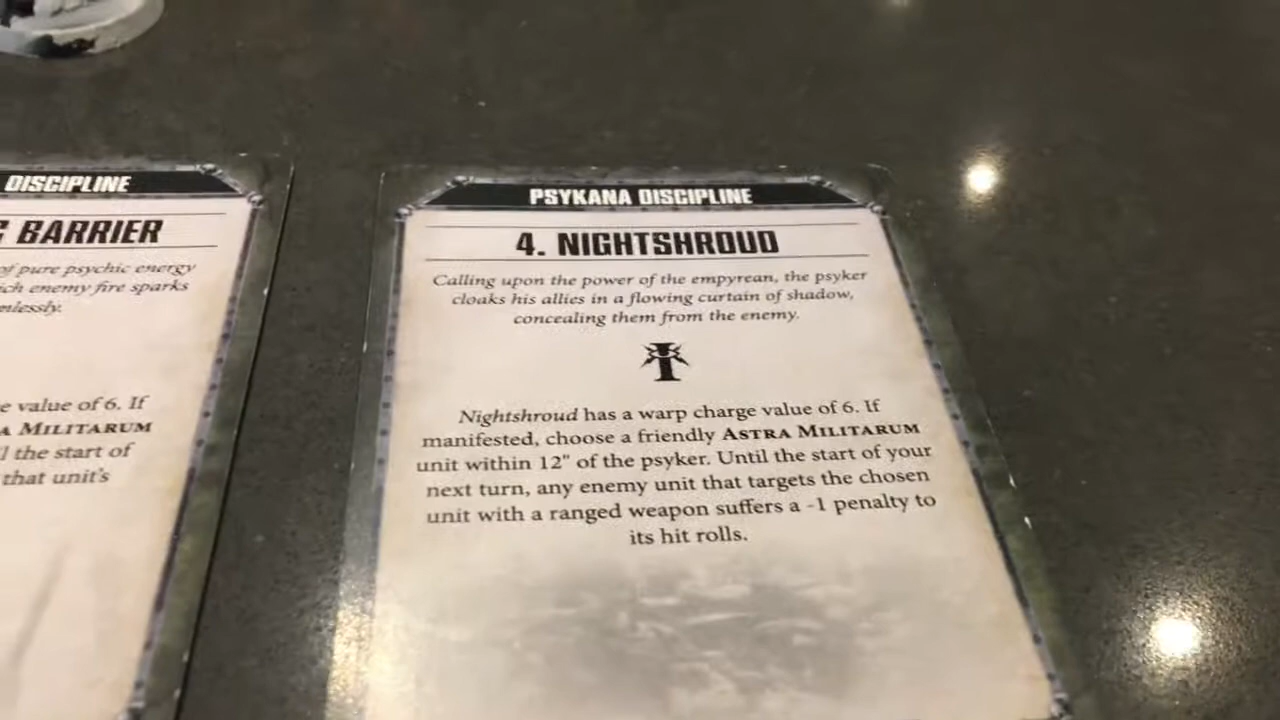 DISCIPLINE
BARRIER
of pure psychic energy
enemy fire sparks
value of 6. If
MILITARUM
the start of
that unit's
PSYKANA DISCIPLINE
4. NIGHTSHROUD
Calling upon the power of the empyrean, the psyker
cloaks his allies in a flowing curtain of shadow,
concealing them from the enemy.
Nightshroud has a warp charge value of 6. If
manifested, choose a friendly ASTRA MILITARUM
unit within 12" of the psyker. Until the start of your
next turn, any enemy unit that targets the chosen
unit with a ranged weapon suffers a -1 penalty to
its hit rolls.